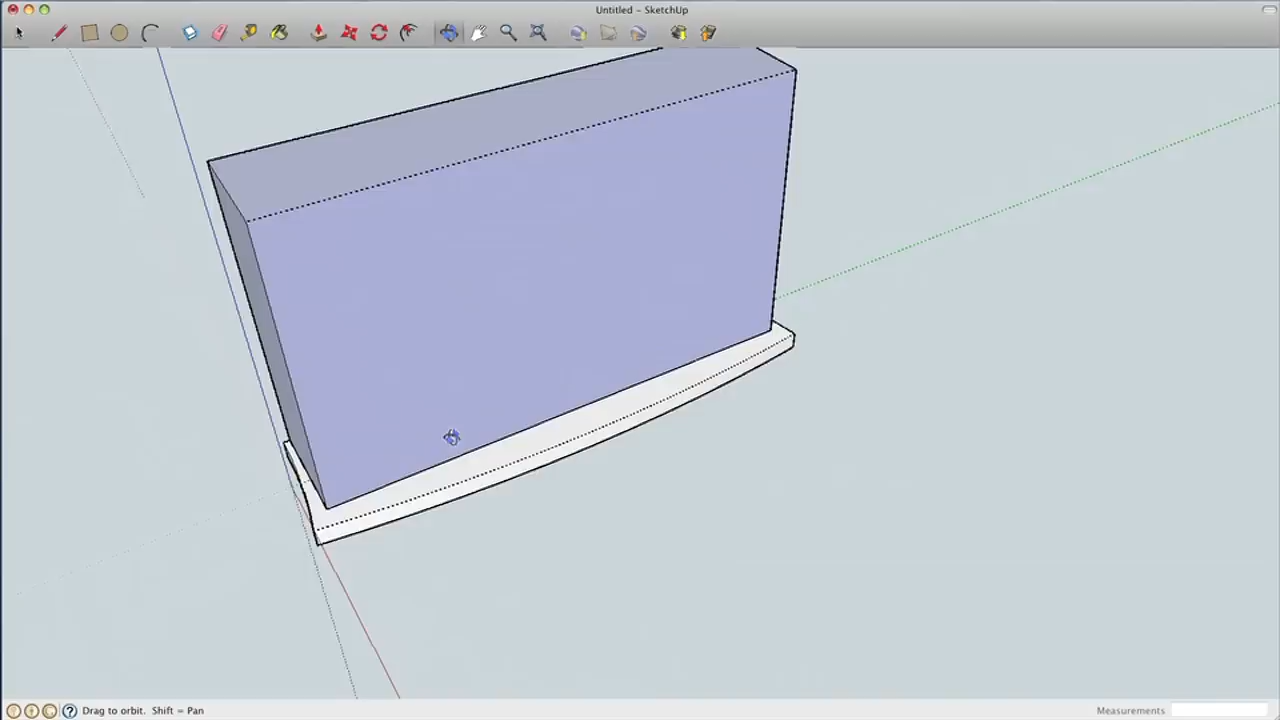 Untitled - SketchUp
Drag to orbit. Shift = Pan
Measurements